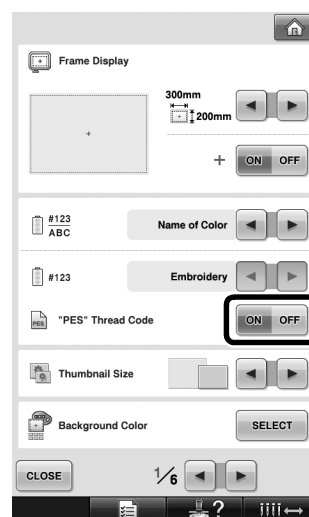 Frame Display
300mm
200mm
+ ON OFF
#123
ABC
Name of Color
#123
Embroidery
PES
"PES" Thread Code
ON OFF
Thumbnail Size
Background Color
SELECT
CLOSE
1/6
?